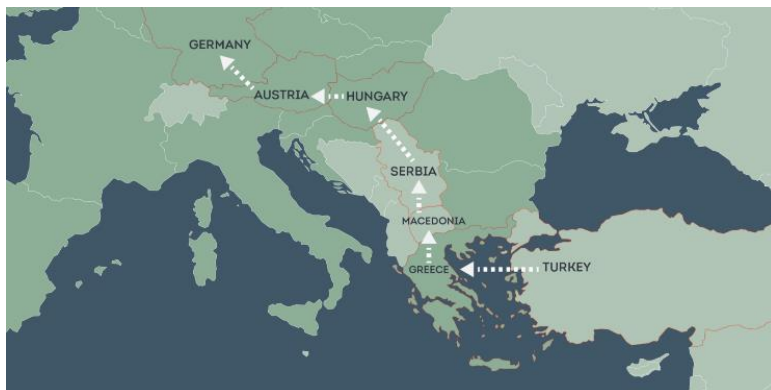 GERMANY
AUSTRIA
HUNGARY
SERBIA
MACEDONIA
GREECE
TURKEY